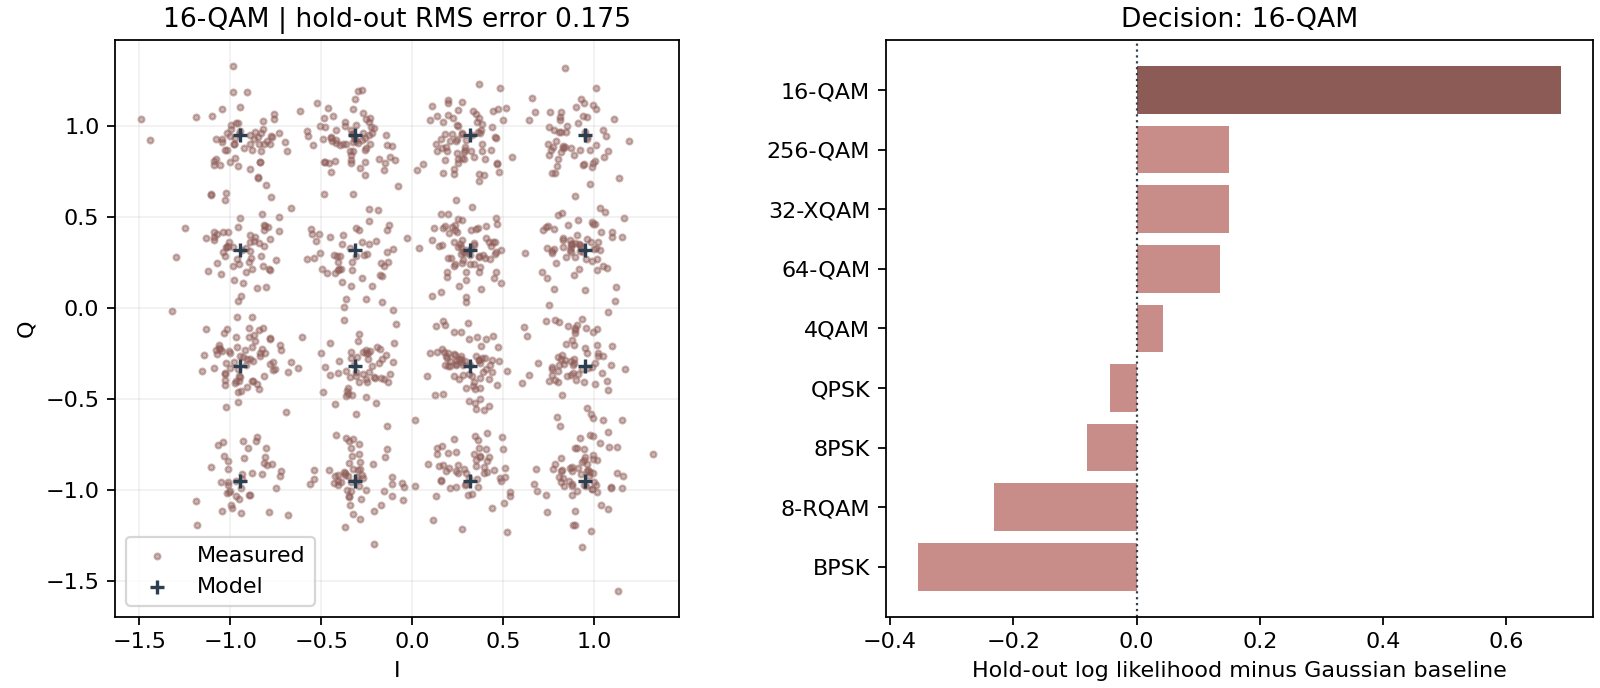 16-QAM | hold-out RMS error 0.175
1.0
0.5
0.0
−0.5
−1.0
−1.5
Q
−1.5
−1.0
−0.5
0.0
0.5
1.0
I
Measured
Model
Decision: 16-QAM
16-QAM
256-QAM
32-XQAM
64-QAM
4QAM
QPSK
8PSK
8-RQAM
BPSK
−0.4
−0.2
0.0
0.2
0.4
0.6
Hold-out log likelihood minus Gaussian baseline